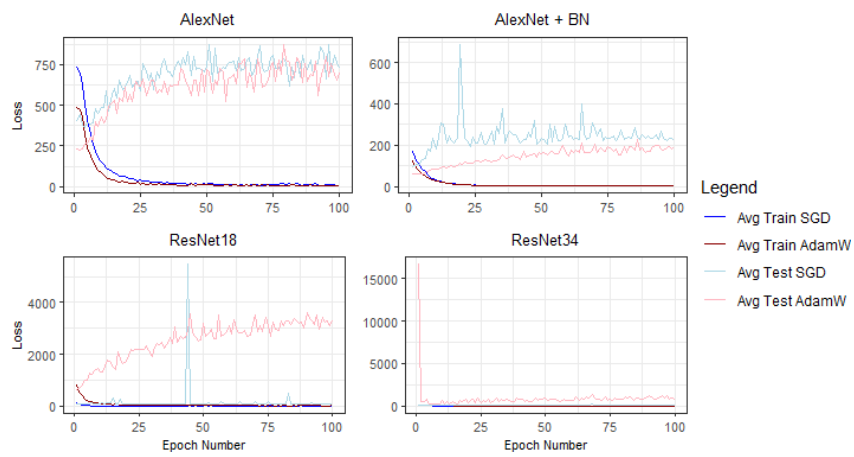 AlexNet
AlexNet + BN
Loss
750
500
250
0
0
25
50
75
100
600
400
200
0
0
25
50
75
100
Legend
Avg Train SGD
Avg Train AdamW
Avg Test SGD
Avg Test AdamW
ResNet18
ResNet34
Loss
4000
2000
0
0
25
50
75
100
Epoch Number
15000
10000
5000
0
0
25
50
75
100
Epoch Number